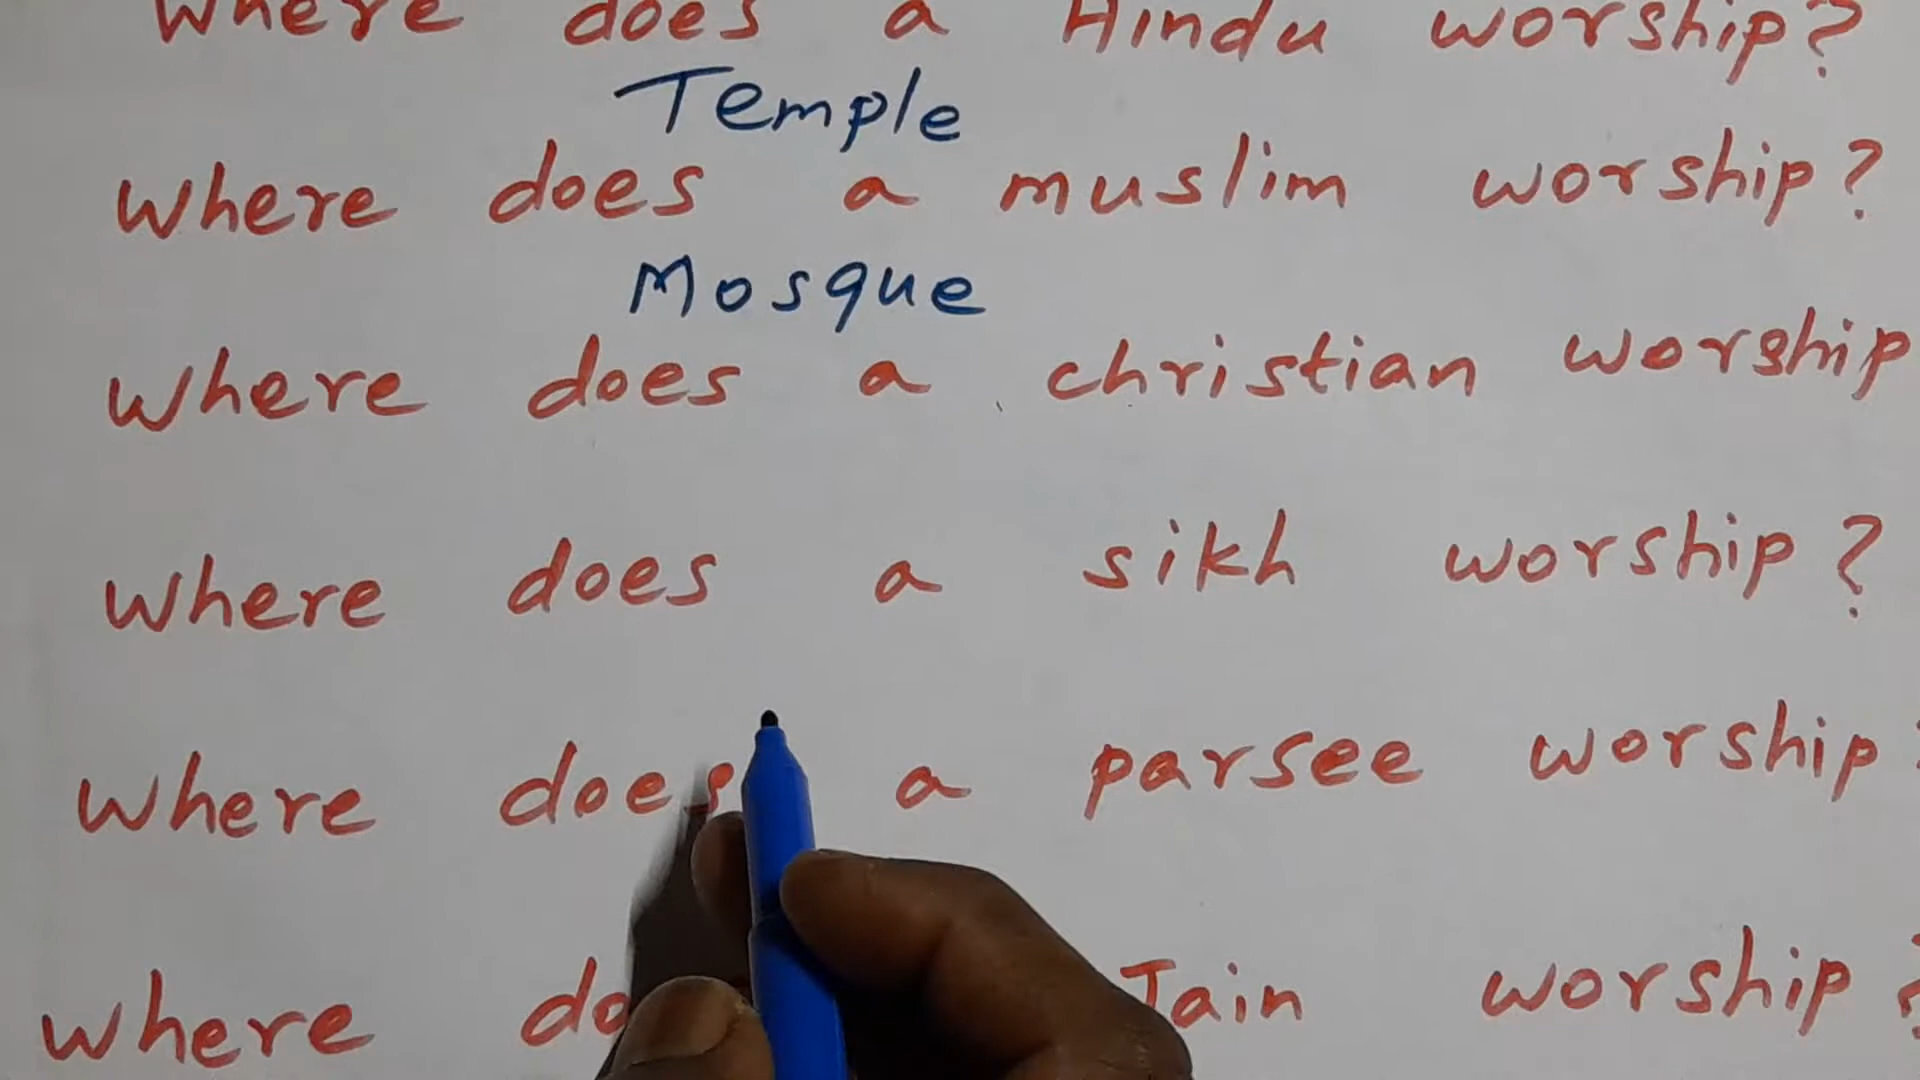 Where does a Hindu worship?
Temple
Where does a muslim worship?
Mosque
Where does a christian worship
Where does a sikh worship?
Where does a parsee worship
where Jain worship